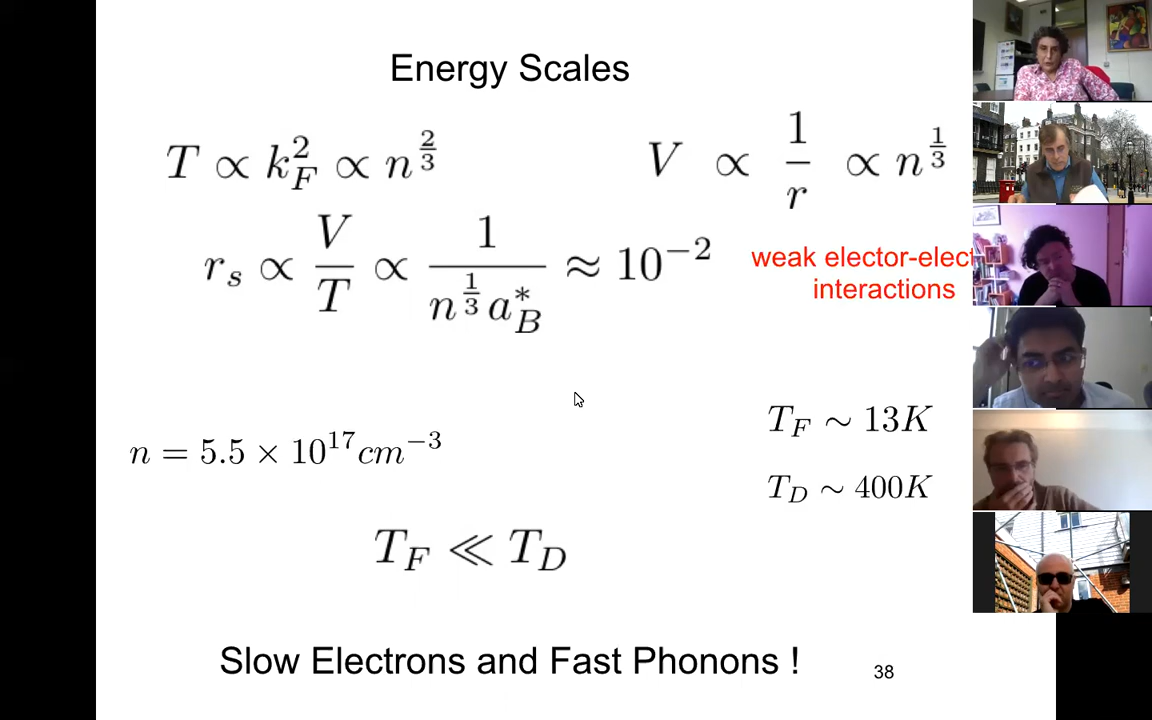 Energy Scales
T ∝ k_F^2 ∝ n^{2/3}
V ∝ 1/r ∝ n^{1/3}
r_s ∝ V/T ∝ 1/(n^{1/3} a_B^*) ≈ 10^{-2}
weak elector-elect
interactions
T_F ∼ 13K
n = 5.5 × 10^{17} cm^{-3}
T_D ∼ 400K
T_F ≪ T_D
Slow Electrons and Fast Phonons !
38